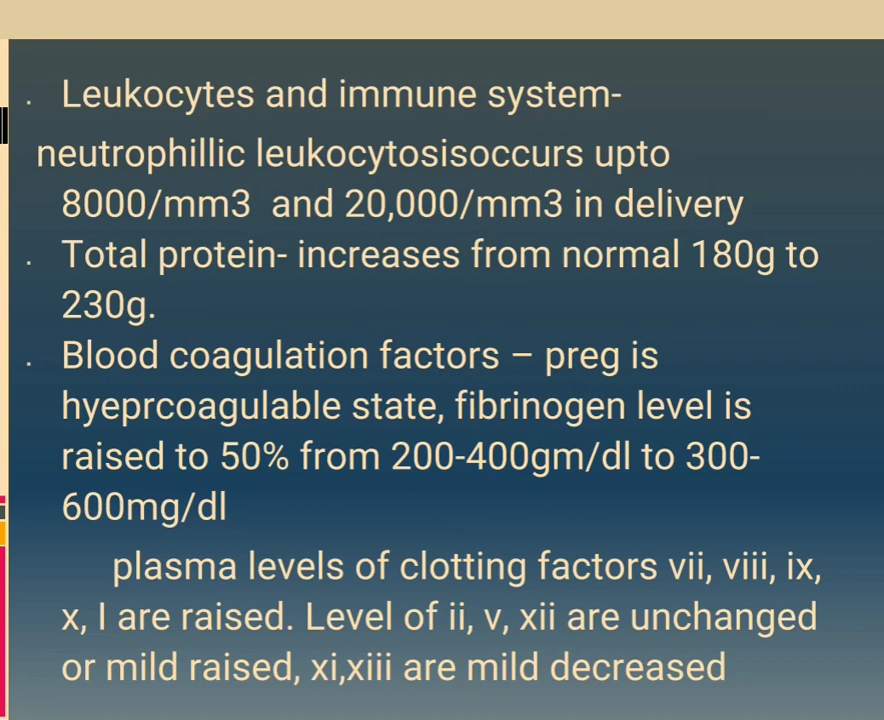 . Leukocytes and immune system-
neutrophillic leukocytosisoccurs upto
8000/mm3 and 20,000/mm3 in delivery
. Total protein- increases from normal 180g to
230g.
. Blood coagulation factors – preg is
hyeprcoagulable state, fibrinogen level is
raised to 50% from 200-400gm/dl to 300-
600mg/dl
plasma levels of clotting factors vii, viii, ix,
x, I are raised. Level of ii, v, xii are unchanged
or mild raised, xi,xiii are mild decreased